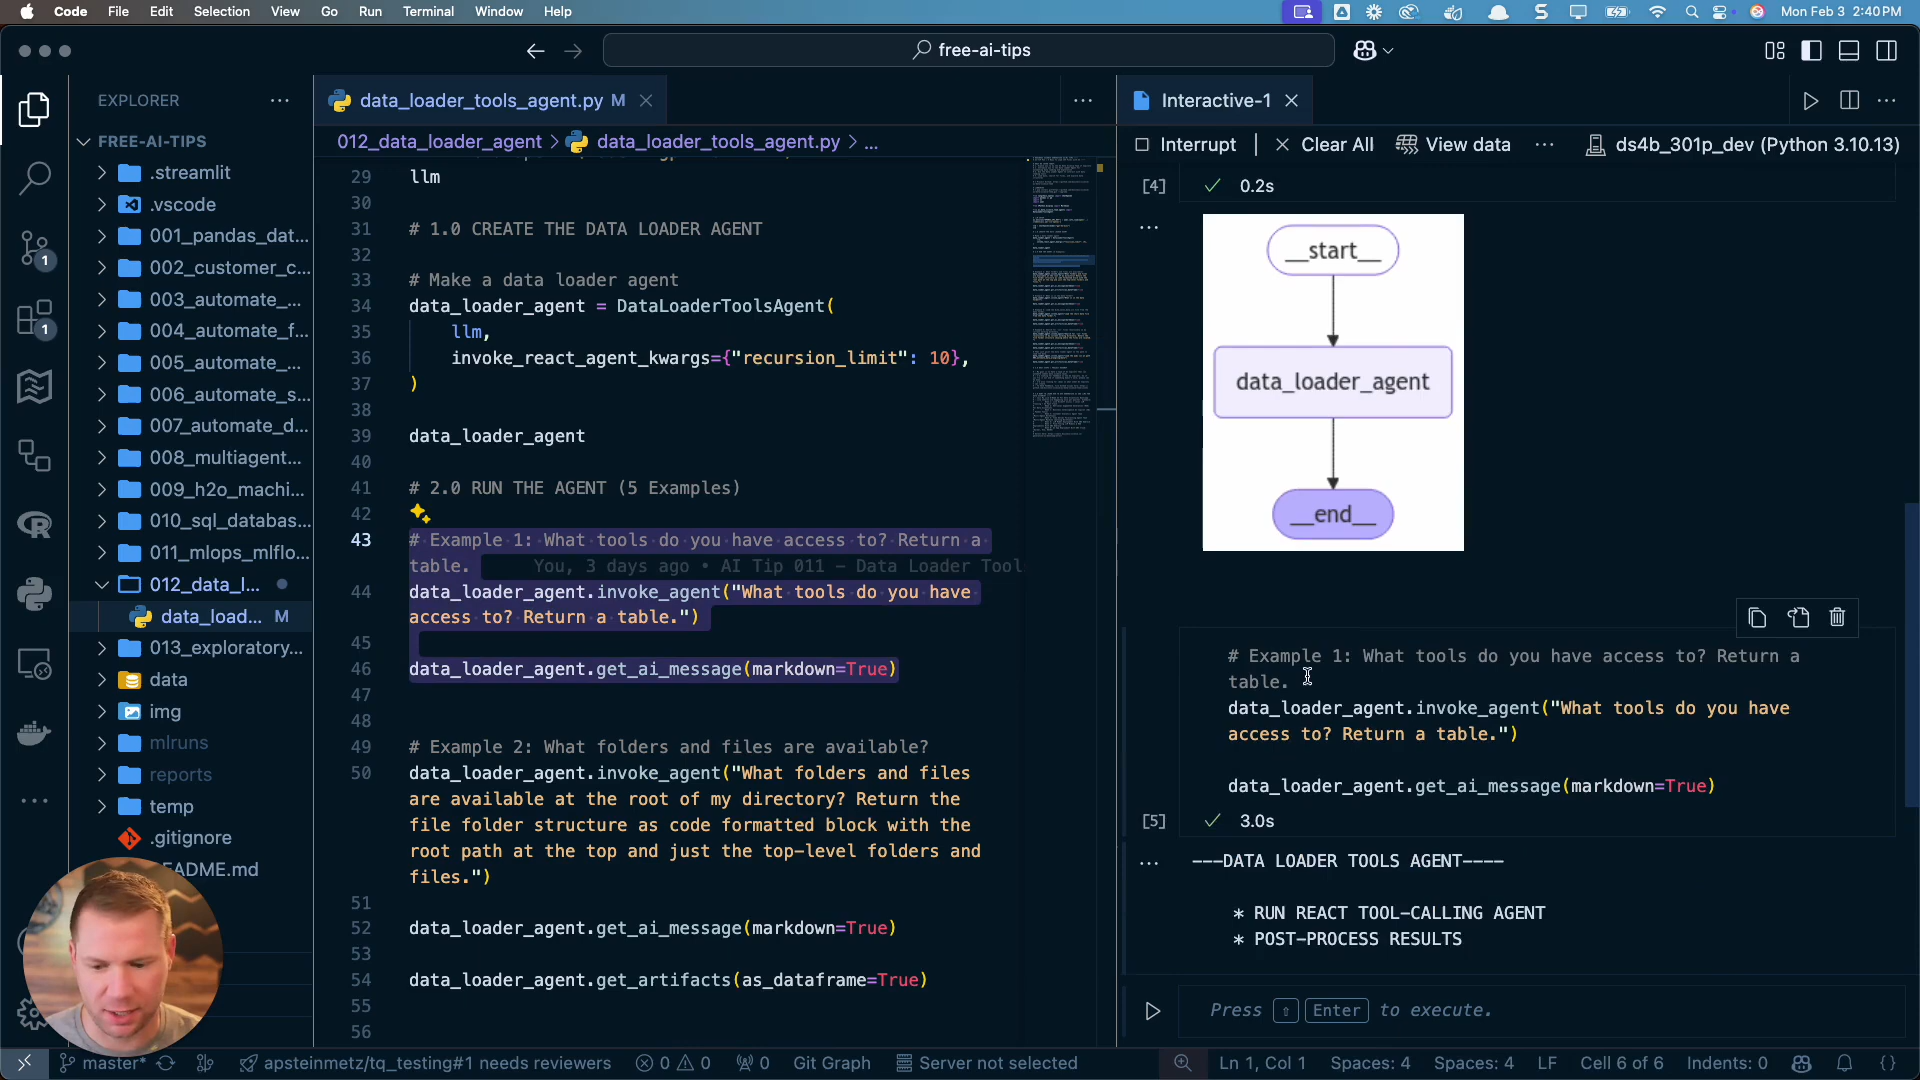 Code File Edit Selection View Go Run Terminal Window Help
Mon Feb 3 2:40 PM
free-ai-tips
EXPLORER
FREE-AI-TIPS
.streamlit
.vscode
001_pandas_dat...
002_customer_c...
003_automate_...
004_automate_f...
005_automate_...
006_automate_s...
007_automate_d...
008_multiagent...
009_h2o_machi...
010_sql_databas...
011_mlops_mlflo...
012_data_l...
data_load... M
013_exploratory...
data
img
mlruns
reports
temp
.gitignore
EADME.md
1
1
data_loader_tools_agent.py M
012_data_loader_agent > data_loader_tools_agent.py > ...
29 llm
30
31 # 1.0 CREATE THE DATA LOADER AGENT
32
33 # Make a data loader agent
34 data_loader_agent = DataLoaderToolsAgent(
35 llm,
36 invoke_react_agent_kwargs={"recursion_limit": 10},
37 )
38
39 data_loader_agent
40
41 # 2.0 RUN THE AGENT (5 Examples)
42
43 # Example 1: What tools do you have access to? Return a
table. You, 3 days ago • AI Tip 011 – Data Loader Tool
44 data_loader_agent.invoke_agent("What tools do you have
access to? Return a table.")
45
46 data_loader_agent.get_ai_message(markdown=True)
47
48
49 # Example 2: What folders and files are available?
50 data_loader_agent.invoke_agent("What folders and files
are available at the root of my directory? Return the
file folder structure as code formatted block with the
root path at the top and just the top-level folders and
files.")
51
52 data_loader_agent.get_ai_message(markdown=True)
53
54 data_loader_agent.get_artifacts(as_dataframe=True)
55
56
Interactive-1
Interrupt | Clear All View data ... ds4b_301p_dev (Python 3.10.13)
[4] 0.2s
__start__
data_loader_agent
__end__
# Example 1: What tools do you have access to? Return a
table.
data_loader_agent.invoke_agent("What tools do you have
access to? Return a table.")
data_loader_agent.get_ai_message(markdown=True)
[5] 3.0s
---DATA LOADER TOOLS AGENT----
* RUN REACT TOOL-CALLING AGENT
* POST-PROCESS RESULTS
Press ⇧ Enter to execute.
master* apsteinmetz/tq_testing#1 needs reviewers 0 0 0 Git Graph Server not selected Ln 1, Col 1 Spaces: 4 Spaces: 4 LF Cell 6 of 6 Indents: 0